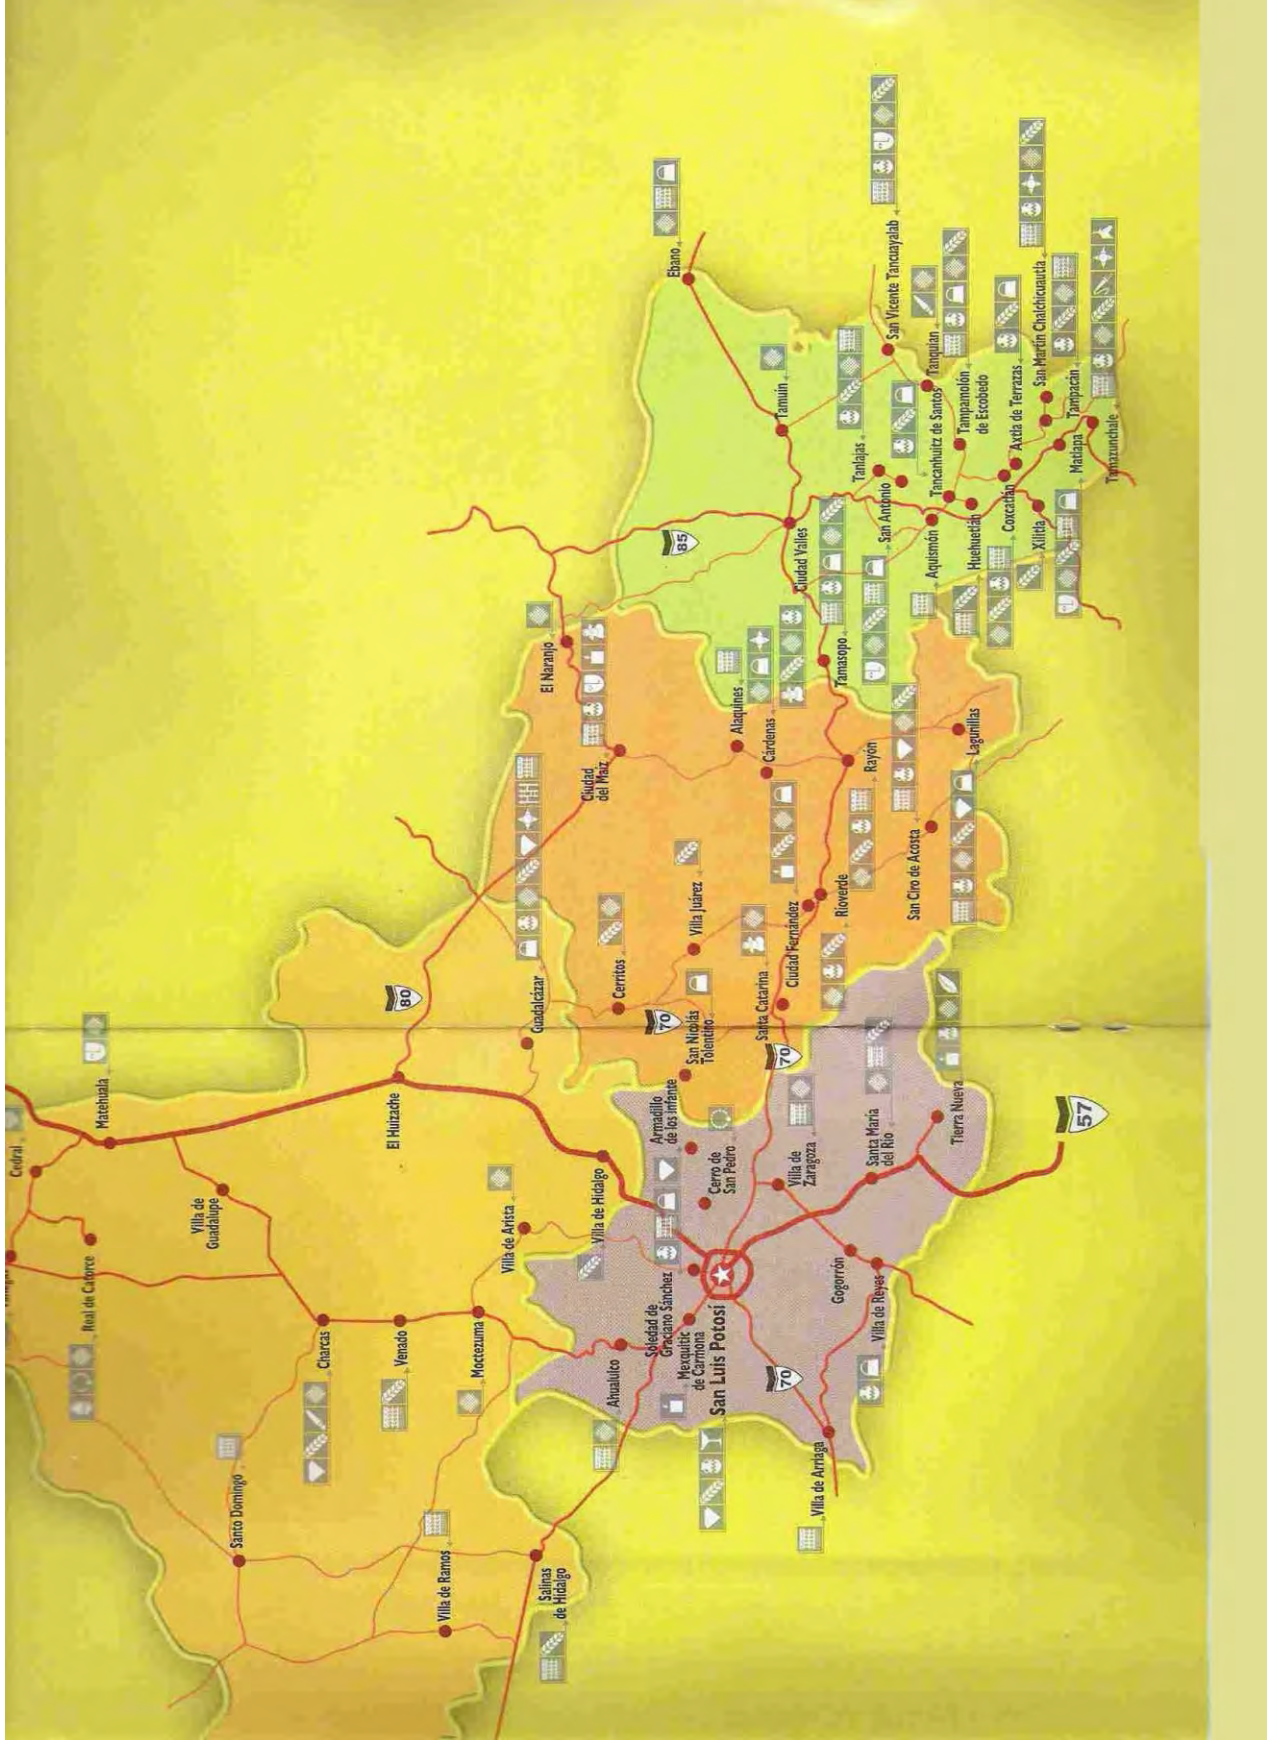 Cedral
Real de Catorce
Matehuala
Villa de
Guadalupe
Santo Domingo
Charcas
El Huizache
Venado
80
Villa de Ramos
Moctezuma
Villa de Arista
Guadalcázar
Salinas
de Hidalgo
El Naranjo
Villa de Hidalgo
Ciudad
del Maíz
Ahualulco
Cerritos
Soledad de
Graciano Sánchez
Armadillo
de los infante
70
85
Ebano
Mexquitic
de Carmona
San Nicolás
Tolentino
Villa Juárez
San Luis Potosí
Cerro de
San Pedro
Alaquines
Santa Catarina
Cárdenas
70
70
Tamuín
Villa de
Zaragoza
Ciudad Fernández
Ciudad Valles
Villa de Arriaga
Gogorrón
Rioverde
Tamasopo
Tanlajas
Villa de Reyes
Santa María
del Río
Rayón
San Antonio
San Vicente Tancuayalab
San Ciro de Acosta
Aquismón
Tancanhuitz de Santos
Tanquian
Tierra Nueva
Lagunillas
Huehuetlán
Tampamolón
de Escobedo
Coxcatlán
Axtla de Terrazas
Xilitla
San Martín Chalchicuautla
Tampacán
Matlapa
57
Tamazunchale